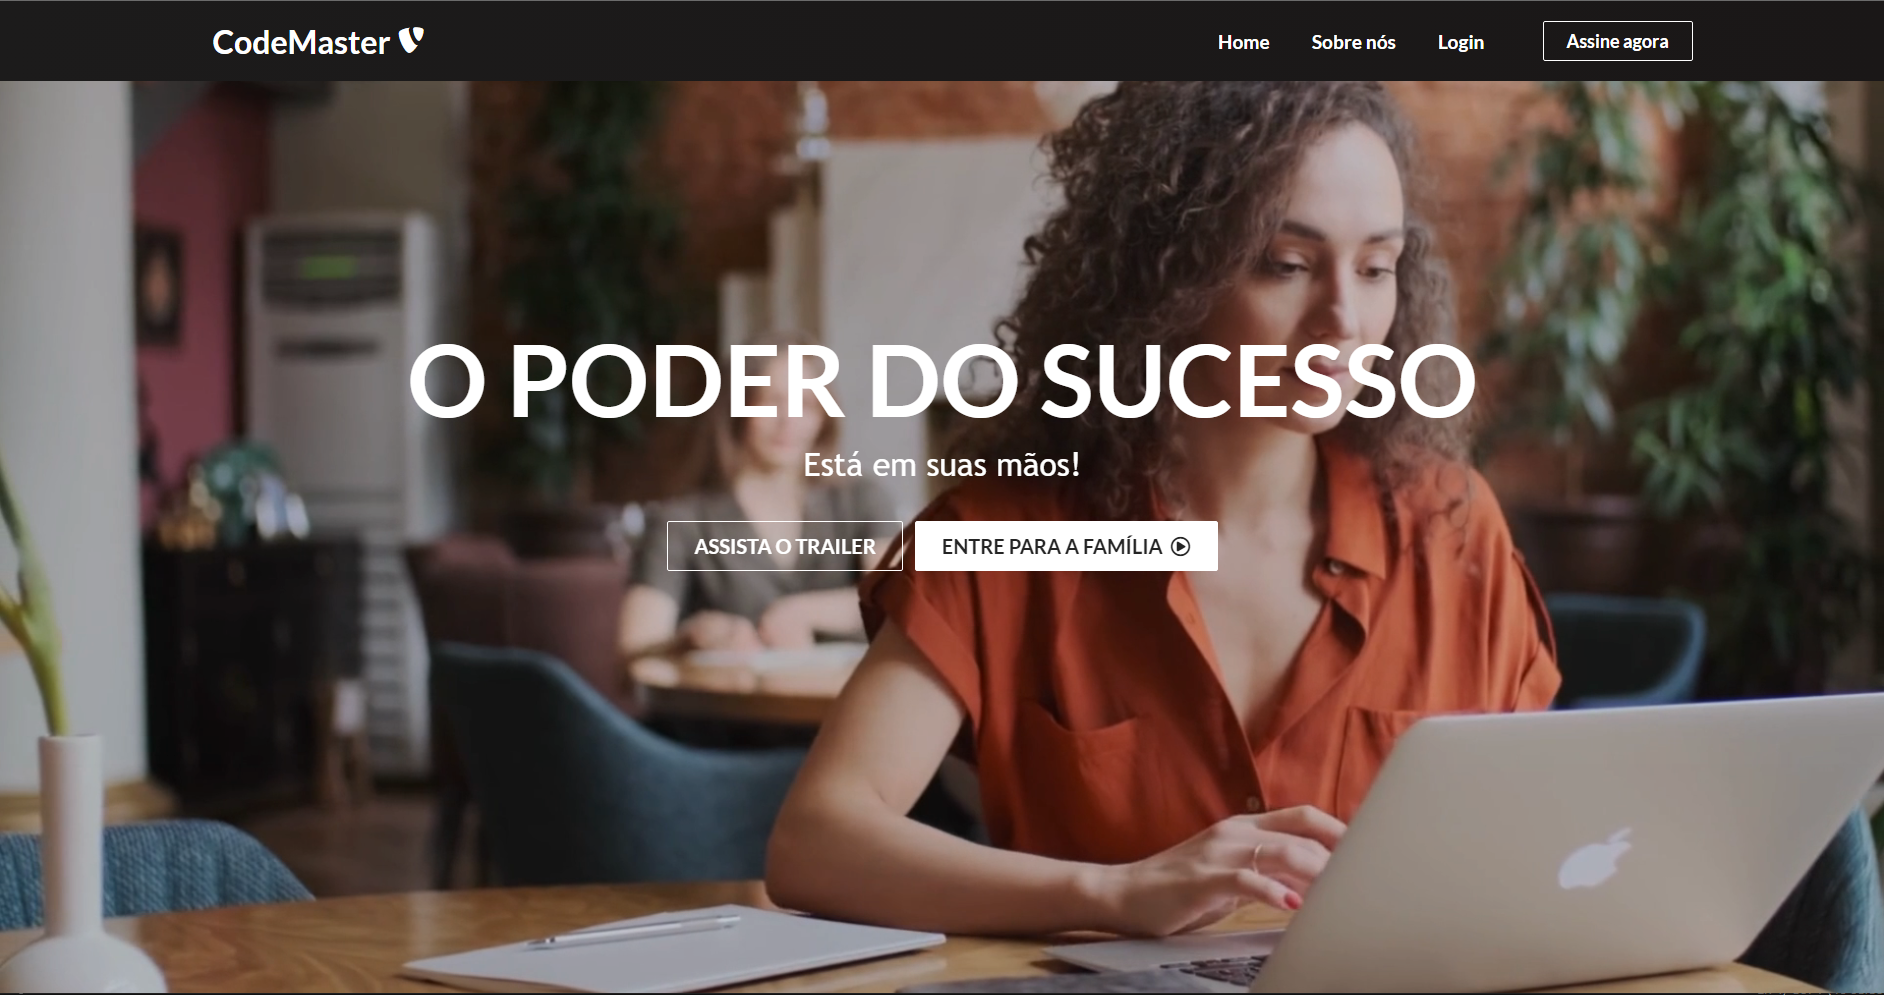 CodeMaster
Home
Sobre nós
Login
Assine agora
O PODER DO SUCESSO
Está em suas mãos!
ASSISTA O TRAILER
ENTRE PARA A FAMÍLIA